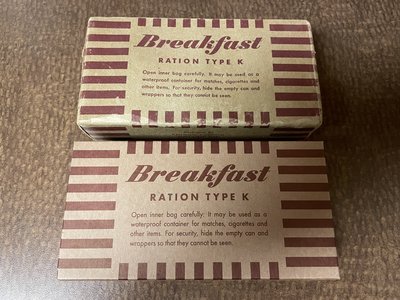 Breakfast
RATION TYPE K
Open inner bag carefully. It may be used as a
waterproof container for matches, cigarettes and
other items. For security, hide the empty can and
wrappers so that they cannot be seen.
Breakfast
RATION TYPE K
Open inner bag carefully. It may be used as a
waterproof container for matches, cigarettes and
other items. For security, hide the empty can and
wrappers so that they cannot be seen.